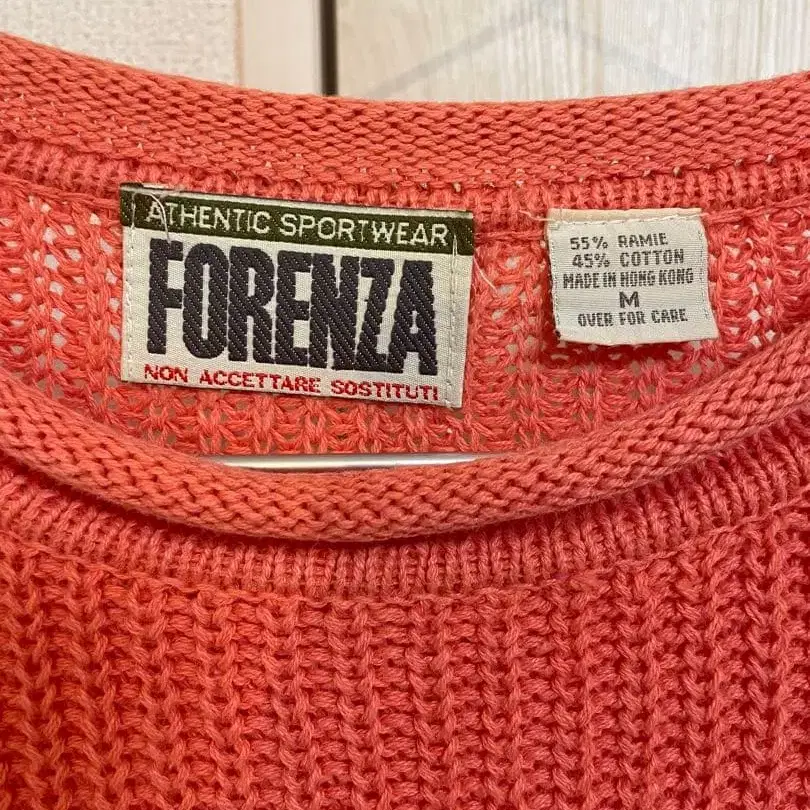 ATHENTIC SPORTWEAR
FORENZA
NON ACCETTARE SOSTITUTI
55% RAMIE
45% COTTON
MADE IN HONG KONG
M
OVER FOR CARE